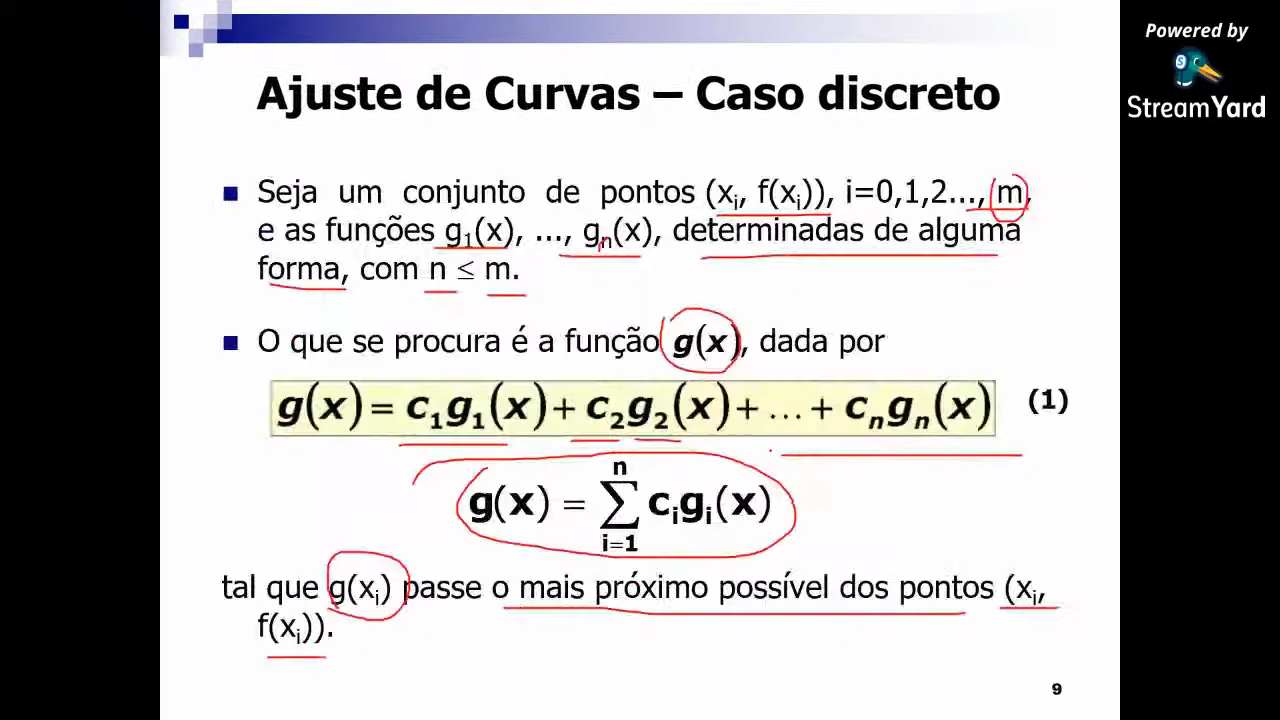 Powered by
StreamYard
Ajuste de Curvas – Caso discreto
Seja um conjunto de pontos (xᵢ, f(xᵢ)), i=0,1,2..., m,
e as funções g₁(x), ..., gₙ(x), determinadas de alguma
forma, com n ≤ m.
O que se procura é a função g(x), dada por
g(x) = c₁g₁(x) + c₂g₂(x) + ... + cₙgₙ(x) (1)
g(x) = ∑ⁿᵢ₌₁ cᵢgᵢ(x)
tal que g(xᵢ) passe o mais próximo possível dos pontos (xᵢ,
f(xᵢ)).
9